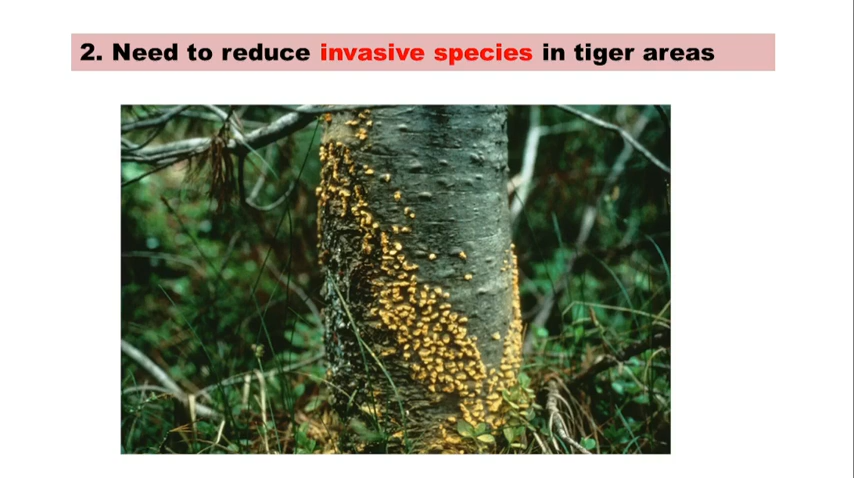 2. Need to reduce invasive species in tiger areas